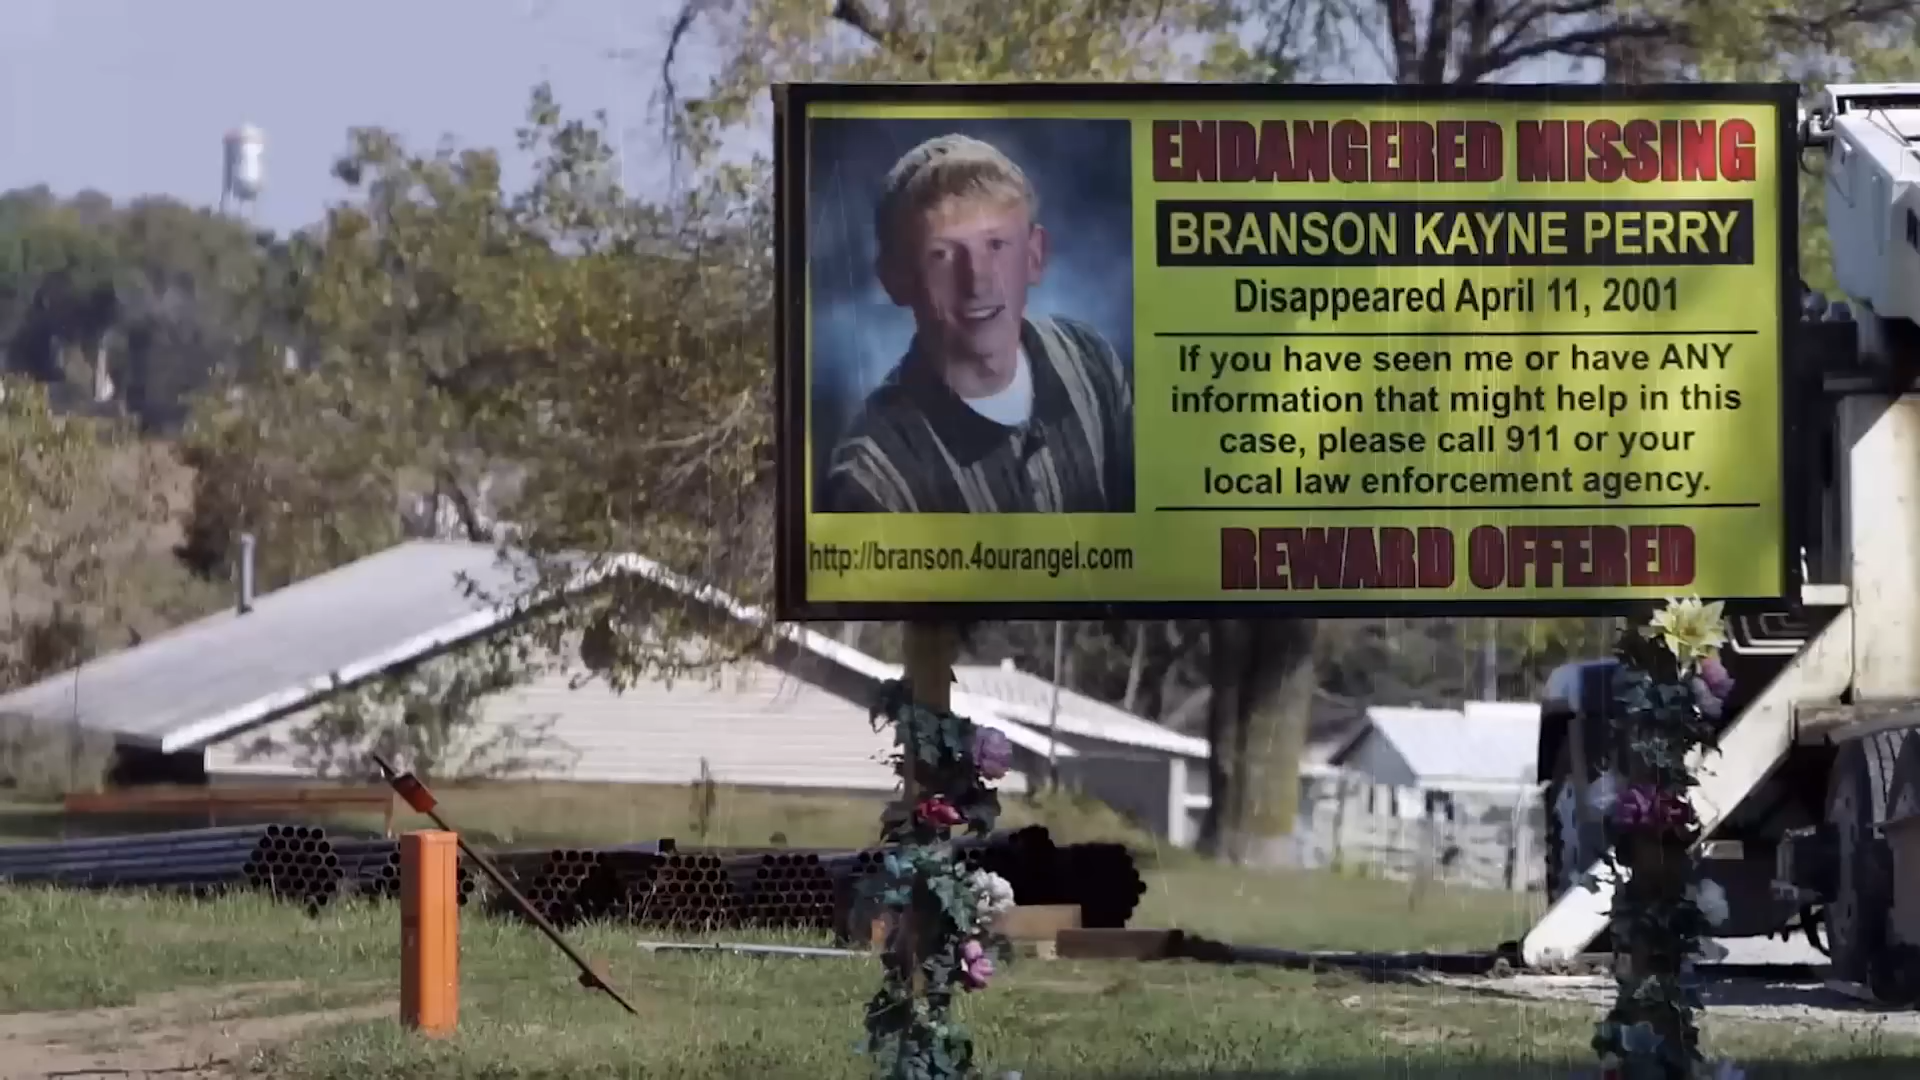 ENDANGERED MISSING
BRANSON KAYNE PERRY
Disappeared April 11, 2001
If you have seen me or have ANY
information that might help in this
case, please call 911 or your
local law enforcement agency.
REWARD OFFERED
http://branson.4ourangel.com